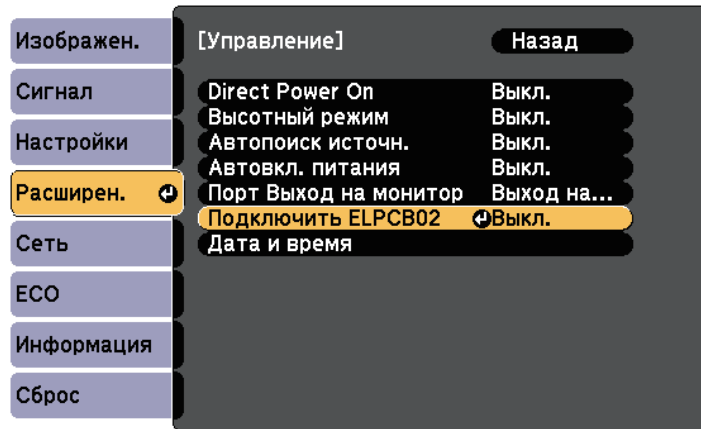 Изображен.
Сигнал
Настройки
Расширен.
Сеть
ECO
Информация
Сброс
[Управление] Назад
Direct Power On Выкл.
Высотный режим Выкл.
Автопоиск источн. Выкл.
Автовкл. питания Выкл.
Порт Выход на монитор Выход на...
Подключить ELPCB02 Выкл.
Дата и время